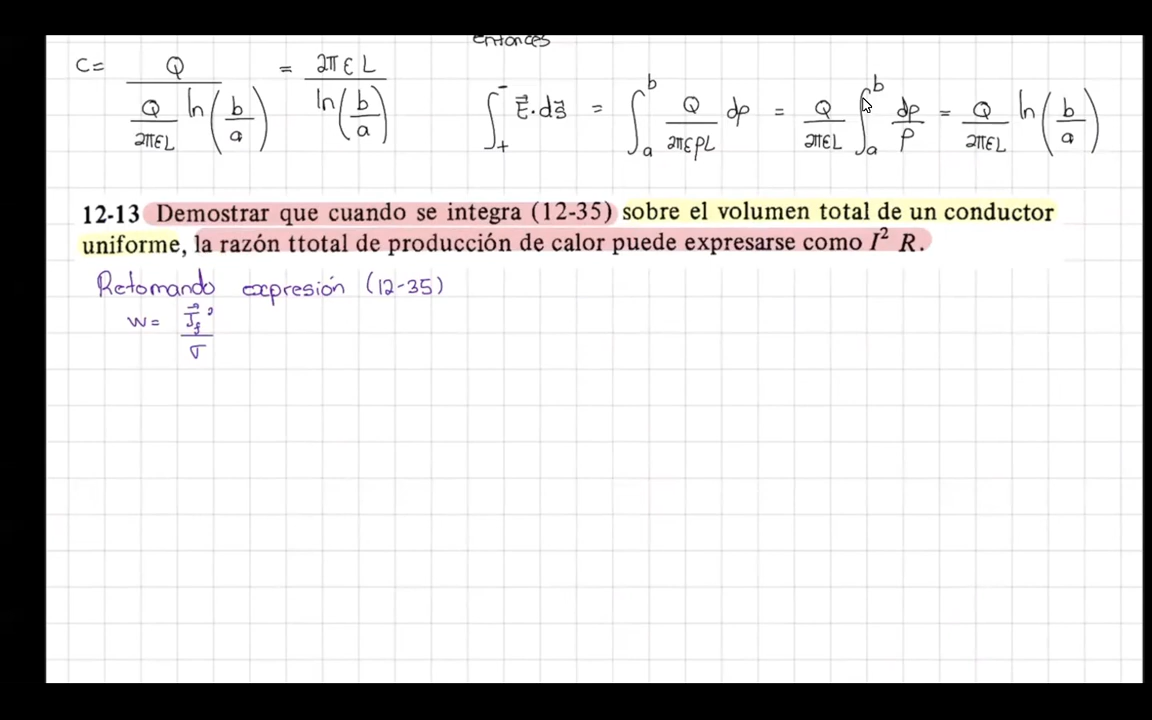 Entonces
C = Q / (Q/2πεL ln(b/a)) = 2πεL / ln(b/a)
∫₊⁻ E⃗·ds⃗ = ∫ₐᵇ Q/2περL dρ = Q/2πεL ∫ₐᵇ dρ/ρ = Q/2πεL ln(b/a)
12-13 Demostrar que cuando se integra (12-35) sobre el volumen total de un conductor
uniforme, la razón ttotal de producción de calor puede expresarse como I² R.
Retomando expresión (12-35)
w = J⃗f² / σ